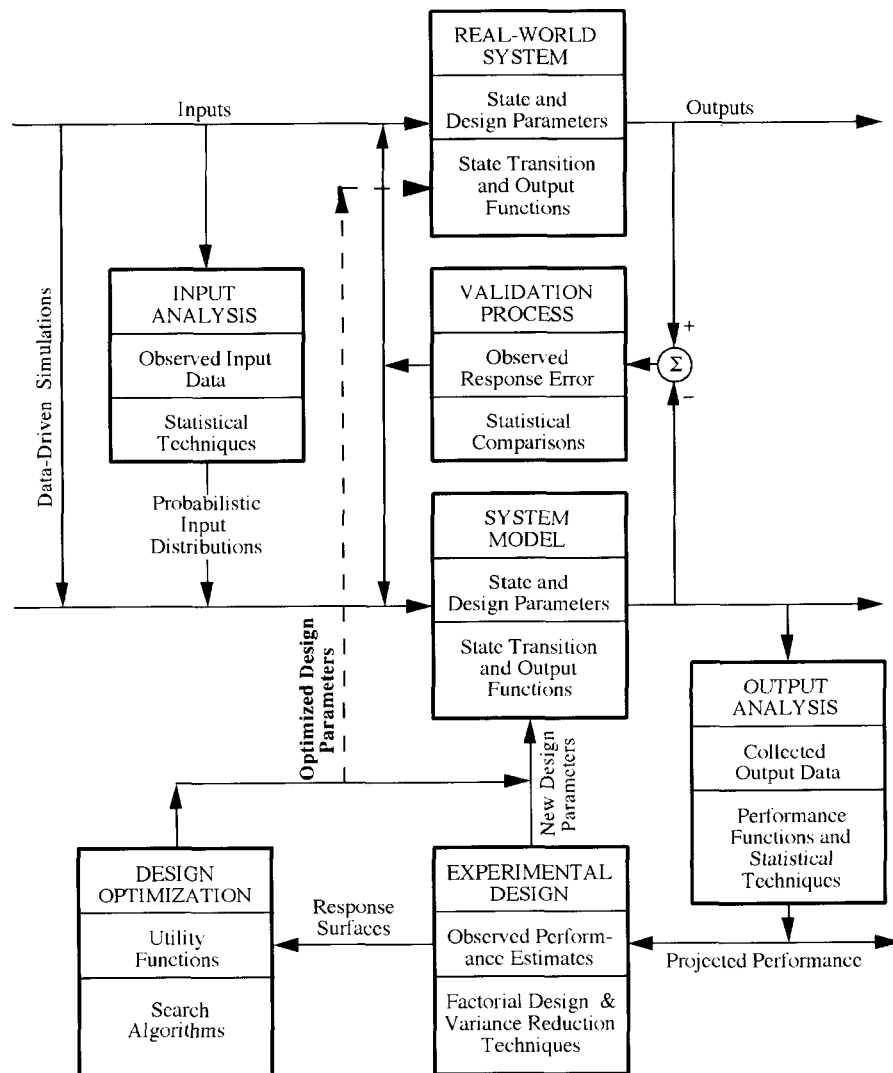 REAL-WORLD
SYSTEM
State and
Design Parameters
State Transition
and Output
Functions
Inputs
Outputs
Data-Driven Simulations
INPUT
ANALYSIS
Observed Input
Data
Statistical
Techniques
Probabilistic
Input
Distributions
VALIDATION
PROCESS
Observed
Response Error
Statistical
Comparisons
+
Σ
−
SYSTEM
MODEL
State and
Design Parameters
State Transition
and Output
Functions
Optimized Design
Parameters
New Design
Parameters
OUTPUT
ANALYSIS
Collected
Output Data
Performance
Functions and
Statistical
Techniques
DESIGN
OPTIMIZATION
Utility
Functions
Search
Algorithms
Response
Surfaces
EXPERIMENTAL
DESIGN
Observed Perform-
ance Estimates
Factorial Design &
Variance Reduction
Techniques
Projected Performance